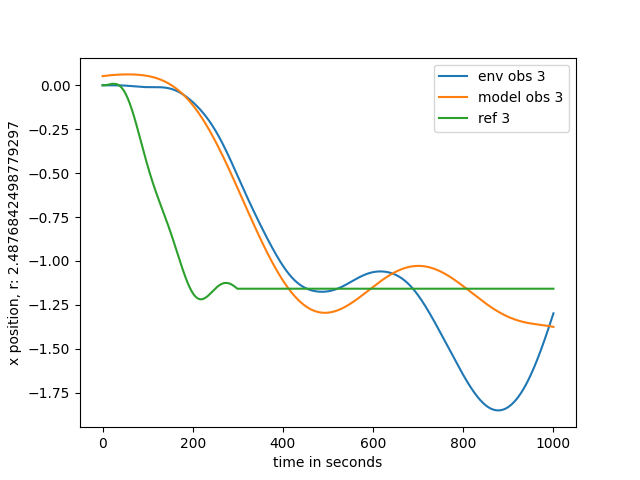 env obs 3
model obs 3
ref 3
0.00
−0.25
−0.50
−0.75
−1.00
−1.25
−1.50
−1.75
x position, r: 2.4876842498779297
0 200 400 600 800 1000
time in seconds